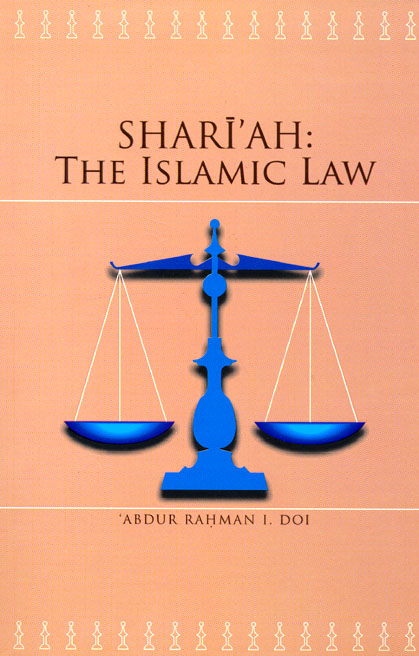 SHARĪ’AH:
THE ISLAMIC LAW
‘ABDUR RAḤMAN I. DOI